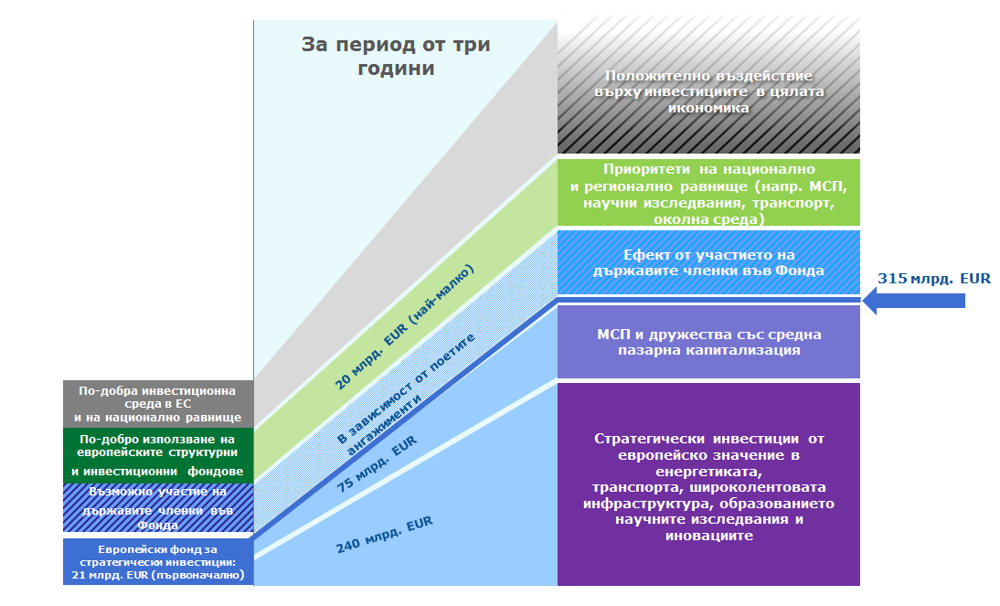 За период от три
години
Положително въздействие
върху инвестициите в цялата
икономика
Приоритети на национално
и регионално равнище (напр. МСП,
научни изследвания, транспорт,
околна среда)
Ефект от участието на
държавите членки във Фонда
315 млрд. EUR
МСП и дружества със средна
пазарна капитализация
Стратегически инвестиции от
европейско значение в
енергетиката,
транспорта, широколентовата
инфраструктура, образованието
научните изследвания и
иновациите
20 млрд. EUR (най-малко)
В зависимост от поетите
ангажименти
75 млрд. EUR
240 млрд. EUR
По-добра инвестиционна
среда в ЕС
и на национално равнище
По-добро използване на
европейските структурни
и инвестиционни фондове
Възможно участие на
държавите членки във
Фонда
Европейски фонд за
стратегически инвестиции:
21 млрд. EUR (първоначално)